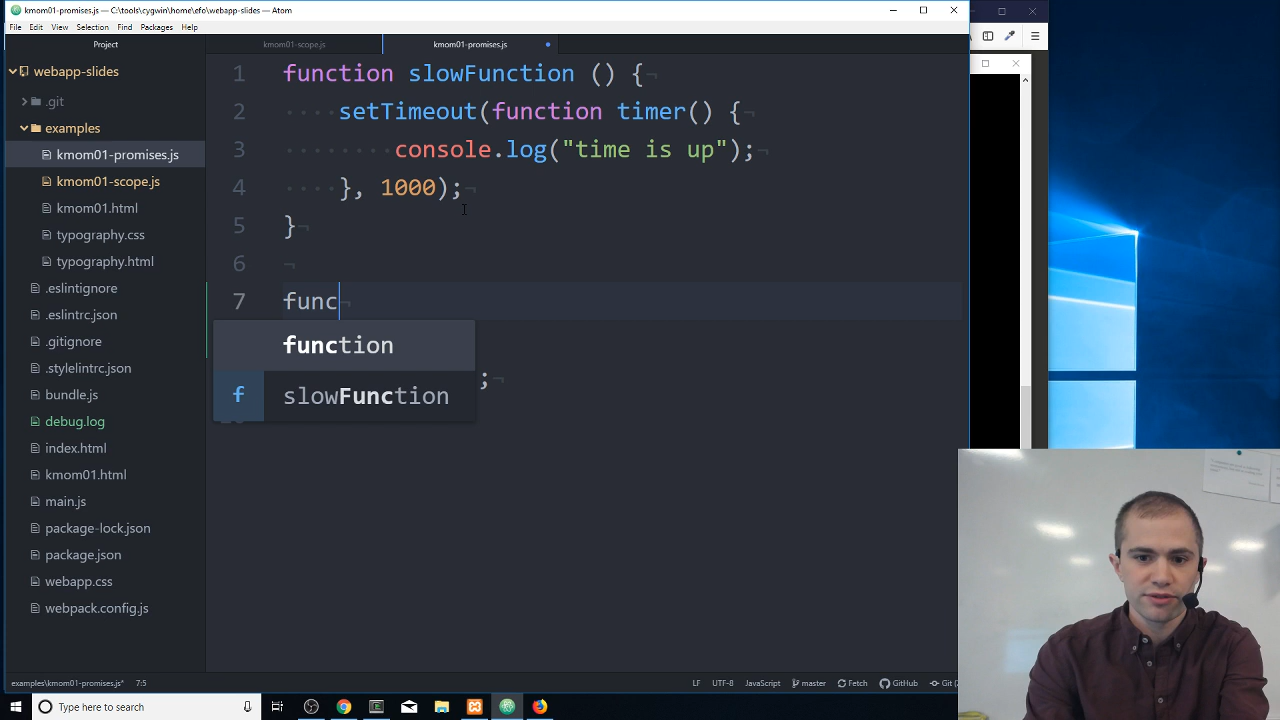 kmom01-promises.js — C:\tools\cygwin\home\efo\webapp-slides — Atom
File Edit View Selection Find Packages Help
Project
kmom01-scope.js
kmom01-promises.js
webapp-slides
.git
examples
kmom01-promises.js
kmom01-scope.js
kmom01.html
typography.css
typography.html
.eslintignore
.eslintrc.json
.gitignore
.stylelintrc.json
bundle.js
debug.log
index.html
kmom01.html
main.js
package-lock.json
package.json
webapp.css
webpack.config.js
1 function slowFunction () {
2 setTimeout(function timer() {
3 console.log("time is up");
4 }, 1000);
5 }
6
7 func
function
f slowFunction
;
examples\kmom01-promises.js* 7:5
LF UTF-8 JavaScript master Fetch GitHub Git (
Type here to search